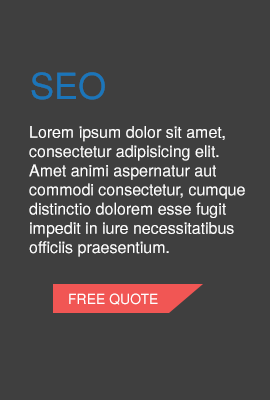 SEO
Lorem ipsum dolor sit amet,
consectetur adipisicing elit.
Amet animi aspernatur aut
commodi consectetur, cumque
distinctio dolorem esse fugit
impedit in iure necessitatibus
officiis praesentium.
FREE QUOTE